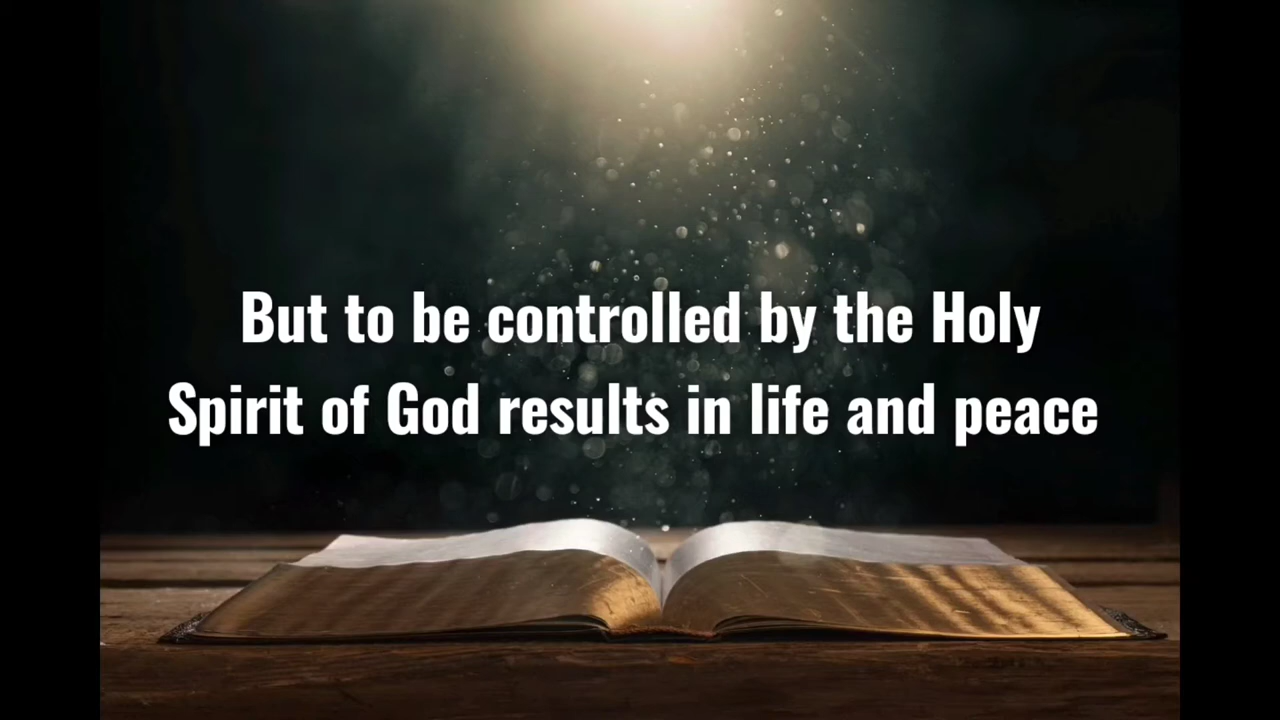 But to be controlled by the Holy
Spirit of God results in life and peace